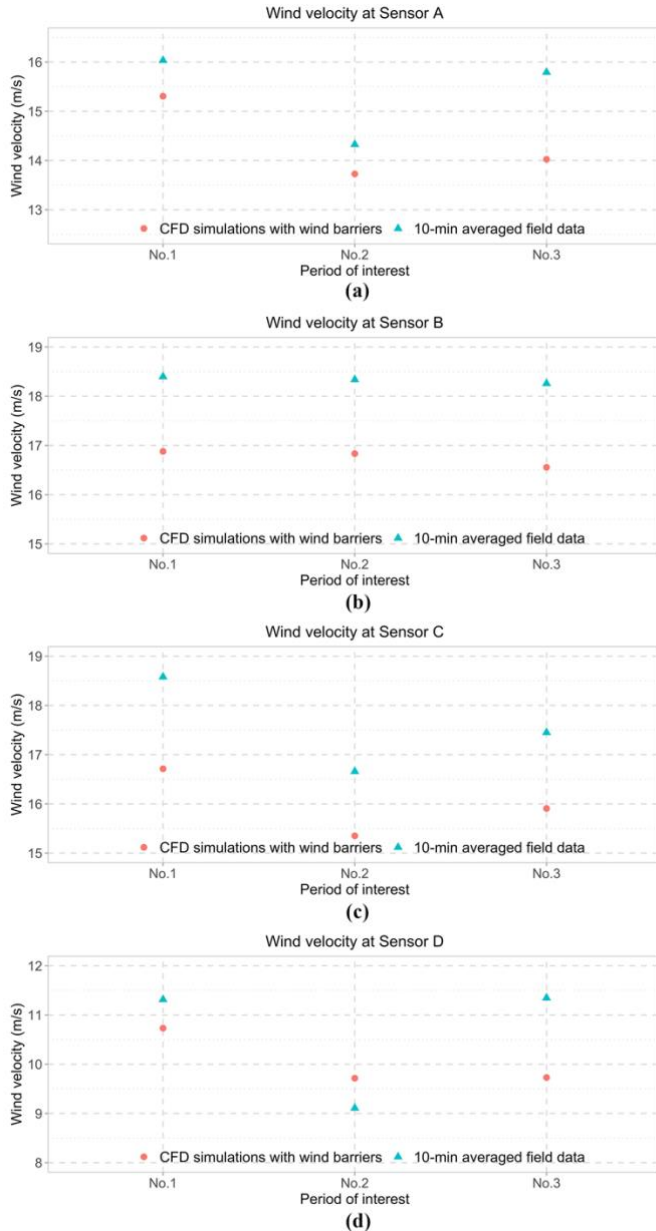 Wind velocity at Sensor A
Wind velocity (m/s)
16
15
14
13
CFD simulations with wind barriers 10-min averaged field data
No.1 No.2 No.3
Period of interest
(a)
Wind velocity at Sensor B
Wind velocity (m/s)
19
18
17
16
15
CFD simulations with wind barriers 10-min averaged field data
No.1 No.2 No.3
Period of interest
(b)
Wind velocity at Sensor C
Wind velocity (m/s)
19
18
17
16
15
CFD simulations with wind barriers 10-min averaged field data
No.1 No.2 No.3
Period of interest
(c)
Wind velocity at Sensor D
Wind velocity (m/s)
12
11
10
9
8
CFD simulations with wind barriers 10-min averaged field data
No.1 No.2 No.3
Period of interest
(d)